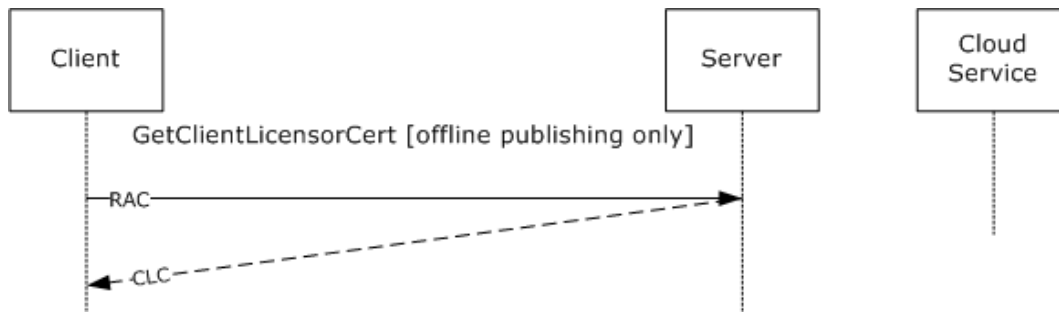 Client
Server
Cloud
Service
GetClientLicensorCert [offline publishing only]
RAC
CLC